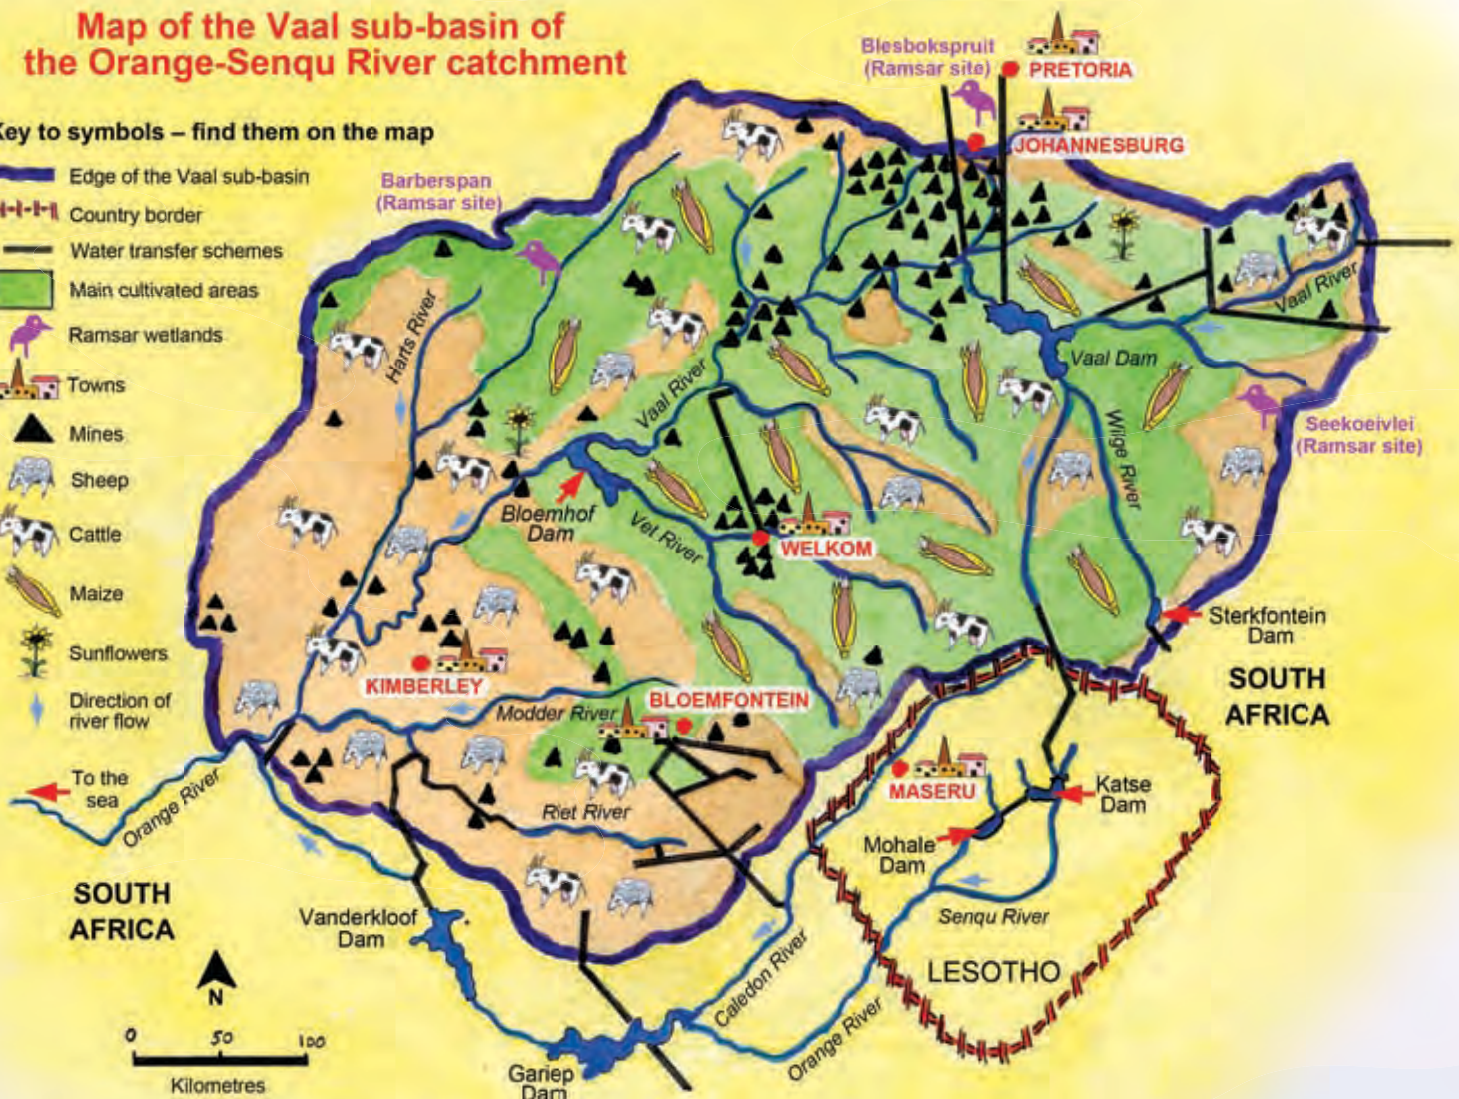 Map of the Vaal sub-basin of
the Orange-Senqu River catchment
Key to symbols – find them on the map
Edge of the Vaal sub-basin
Country border
Water transfer schemes
Main cultivated areas
Ramsar wetlands
Towns
Mines
Sheep
Cattle
Maize
Sunflowers
Direction of
river flow
To the
sea
Blesbokspruit
(Ramsar site)
PRETORIA
JOHANNESBURG
Barberspan
(Ramsar site)
Harts River
Vaal River
Vaal River
Vaal Dam
Wilge River
Seekoeivlei
(Ramsar site)
Bloemhof
Dam
Vet River
WELKOM
Sterkfontein
Dam
SOUTH
AFRICA
KIMBERLEY
Modder River
BLOEMFONTEIN
Riet River
MASERU
Katse
Dam
Mohale
Dam
Senqu River
LESOTHO
Orange River
SOUTH
AFRICA
Vanderkloof
Dam
Caledon River
Orange River
Gariep
Dam
N
0 50 100
Kilometres